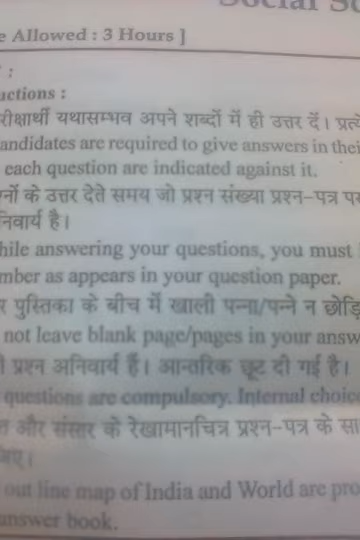 Social Sc
e Allowed : 3 Hours ]
:
uctions :
रीक्षार्थी यथासम्भव अपने शब्दों में ही उत्तर दें। प्रत्ये
andidates are required to give answers in thei
each question are indicated against it.
श्नों के उत्तर देते समय जो प्रश्न संख्या प्रश्न-पत्र पर
निवार्य है।
hile answering your questions, you must
mber as appears in your question paper.
र पुस्तिका के बीच में खाली पन्ना/पन्ने न छोड़ि
not leave blank page/pages in your answ
ी प्रश्न अनिवार्य हैं। आन्तरिक छूट दी गई है।
questions are compulsory. Internal choice
त और संसार के रेखामानचित्र प्रश्न-पत्र के सा
जिए।
out line map of India and World are pro
answer book.